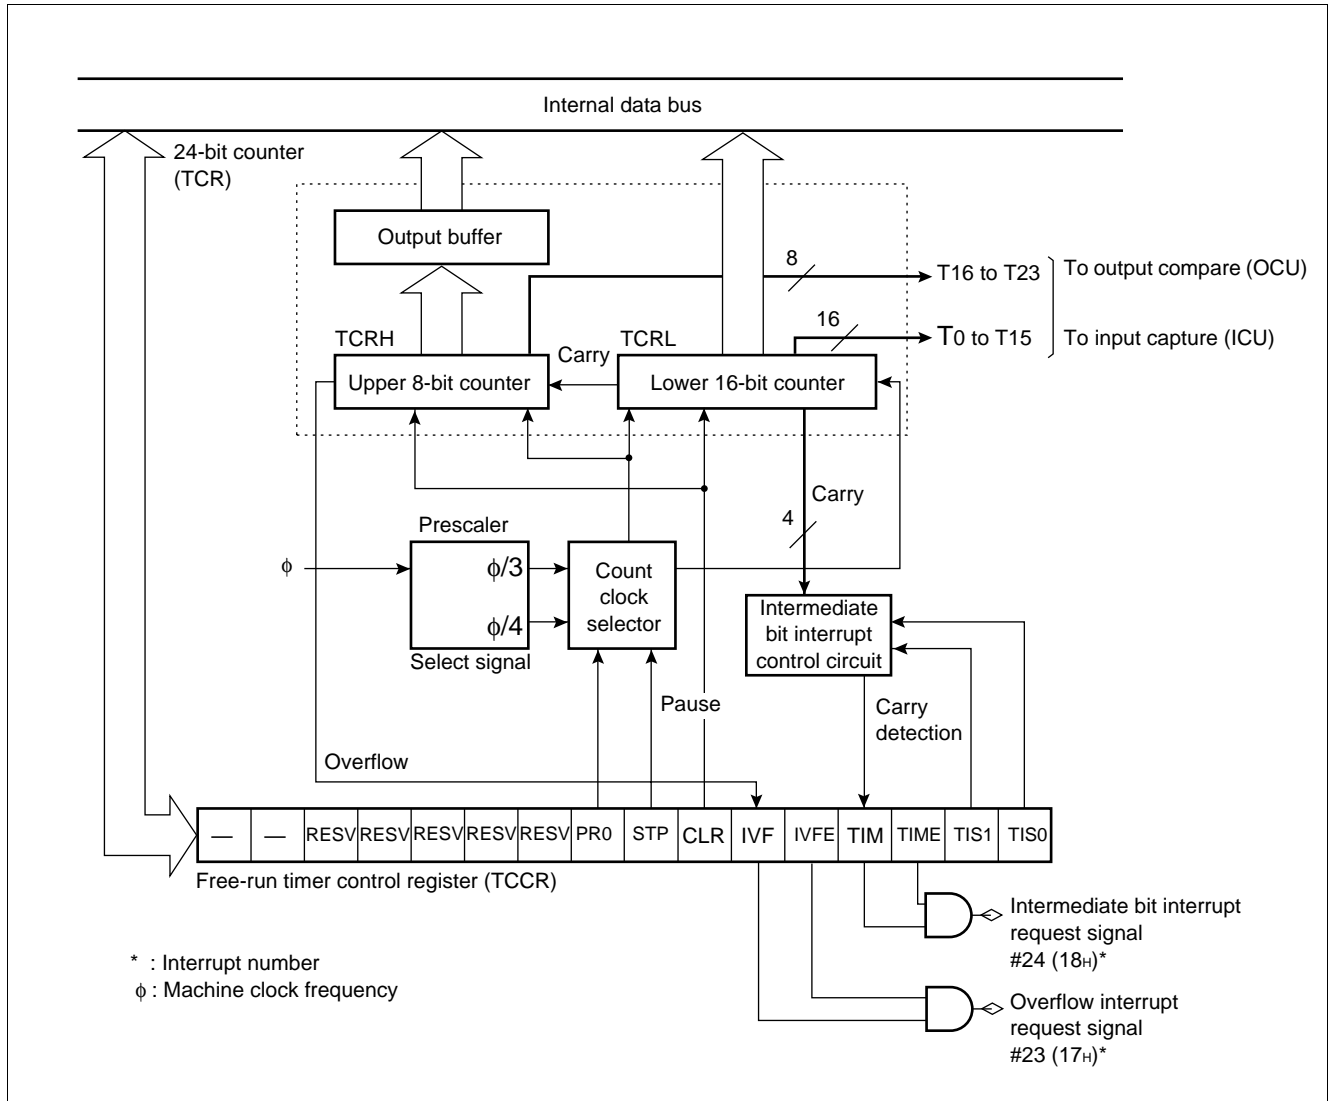 Internal data bus
24-bit counter
(TCR)
Output buffer
8
T16 to T23
To output compare (OCU)
16
T0 to T15
To input capture (ICU)
TCRH
TCRL
Carry
Upper 8-bit counter
Lower 16-bit counter
Carry
4
Prescaler
ϕ
ϕ/3
ϕ/4
Select signal
Count
clock
selector
Intermediate
bit interrupt
control circuit
Pause
Carry
detection
Overflow
— — RESV RESV RESV RESV RESV PR0 STP CLR IVF IVFE TIM TIME TIS1 TIS0
Free-run timer control register (TCCR)
Intermediate bit interrupt
request signal
#24 (18H)*
* : Interrupt number
ϕ : Machine clock frequency
Overflow interrupt
request signal
#23 (17H)*